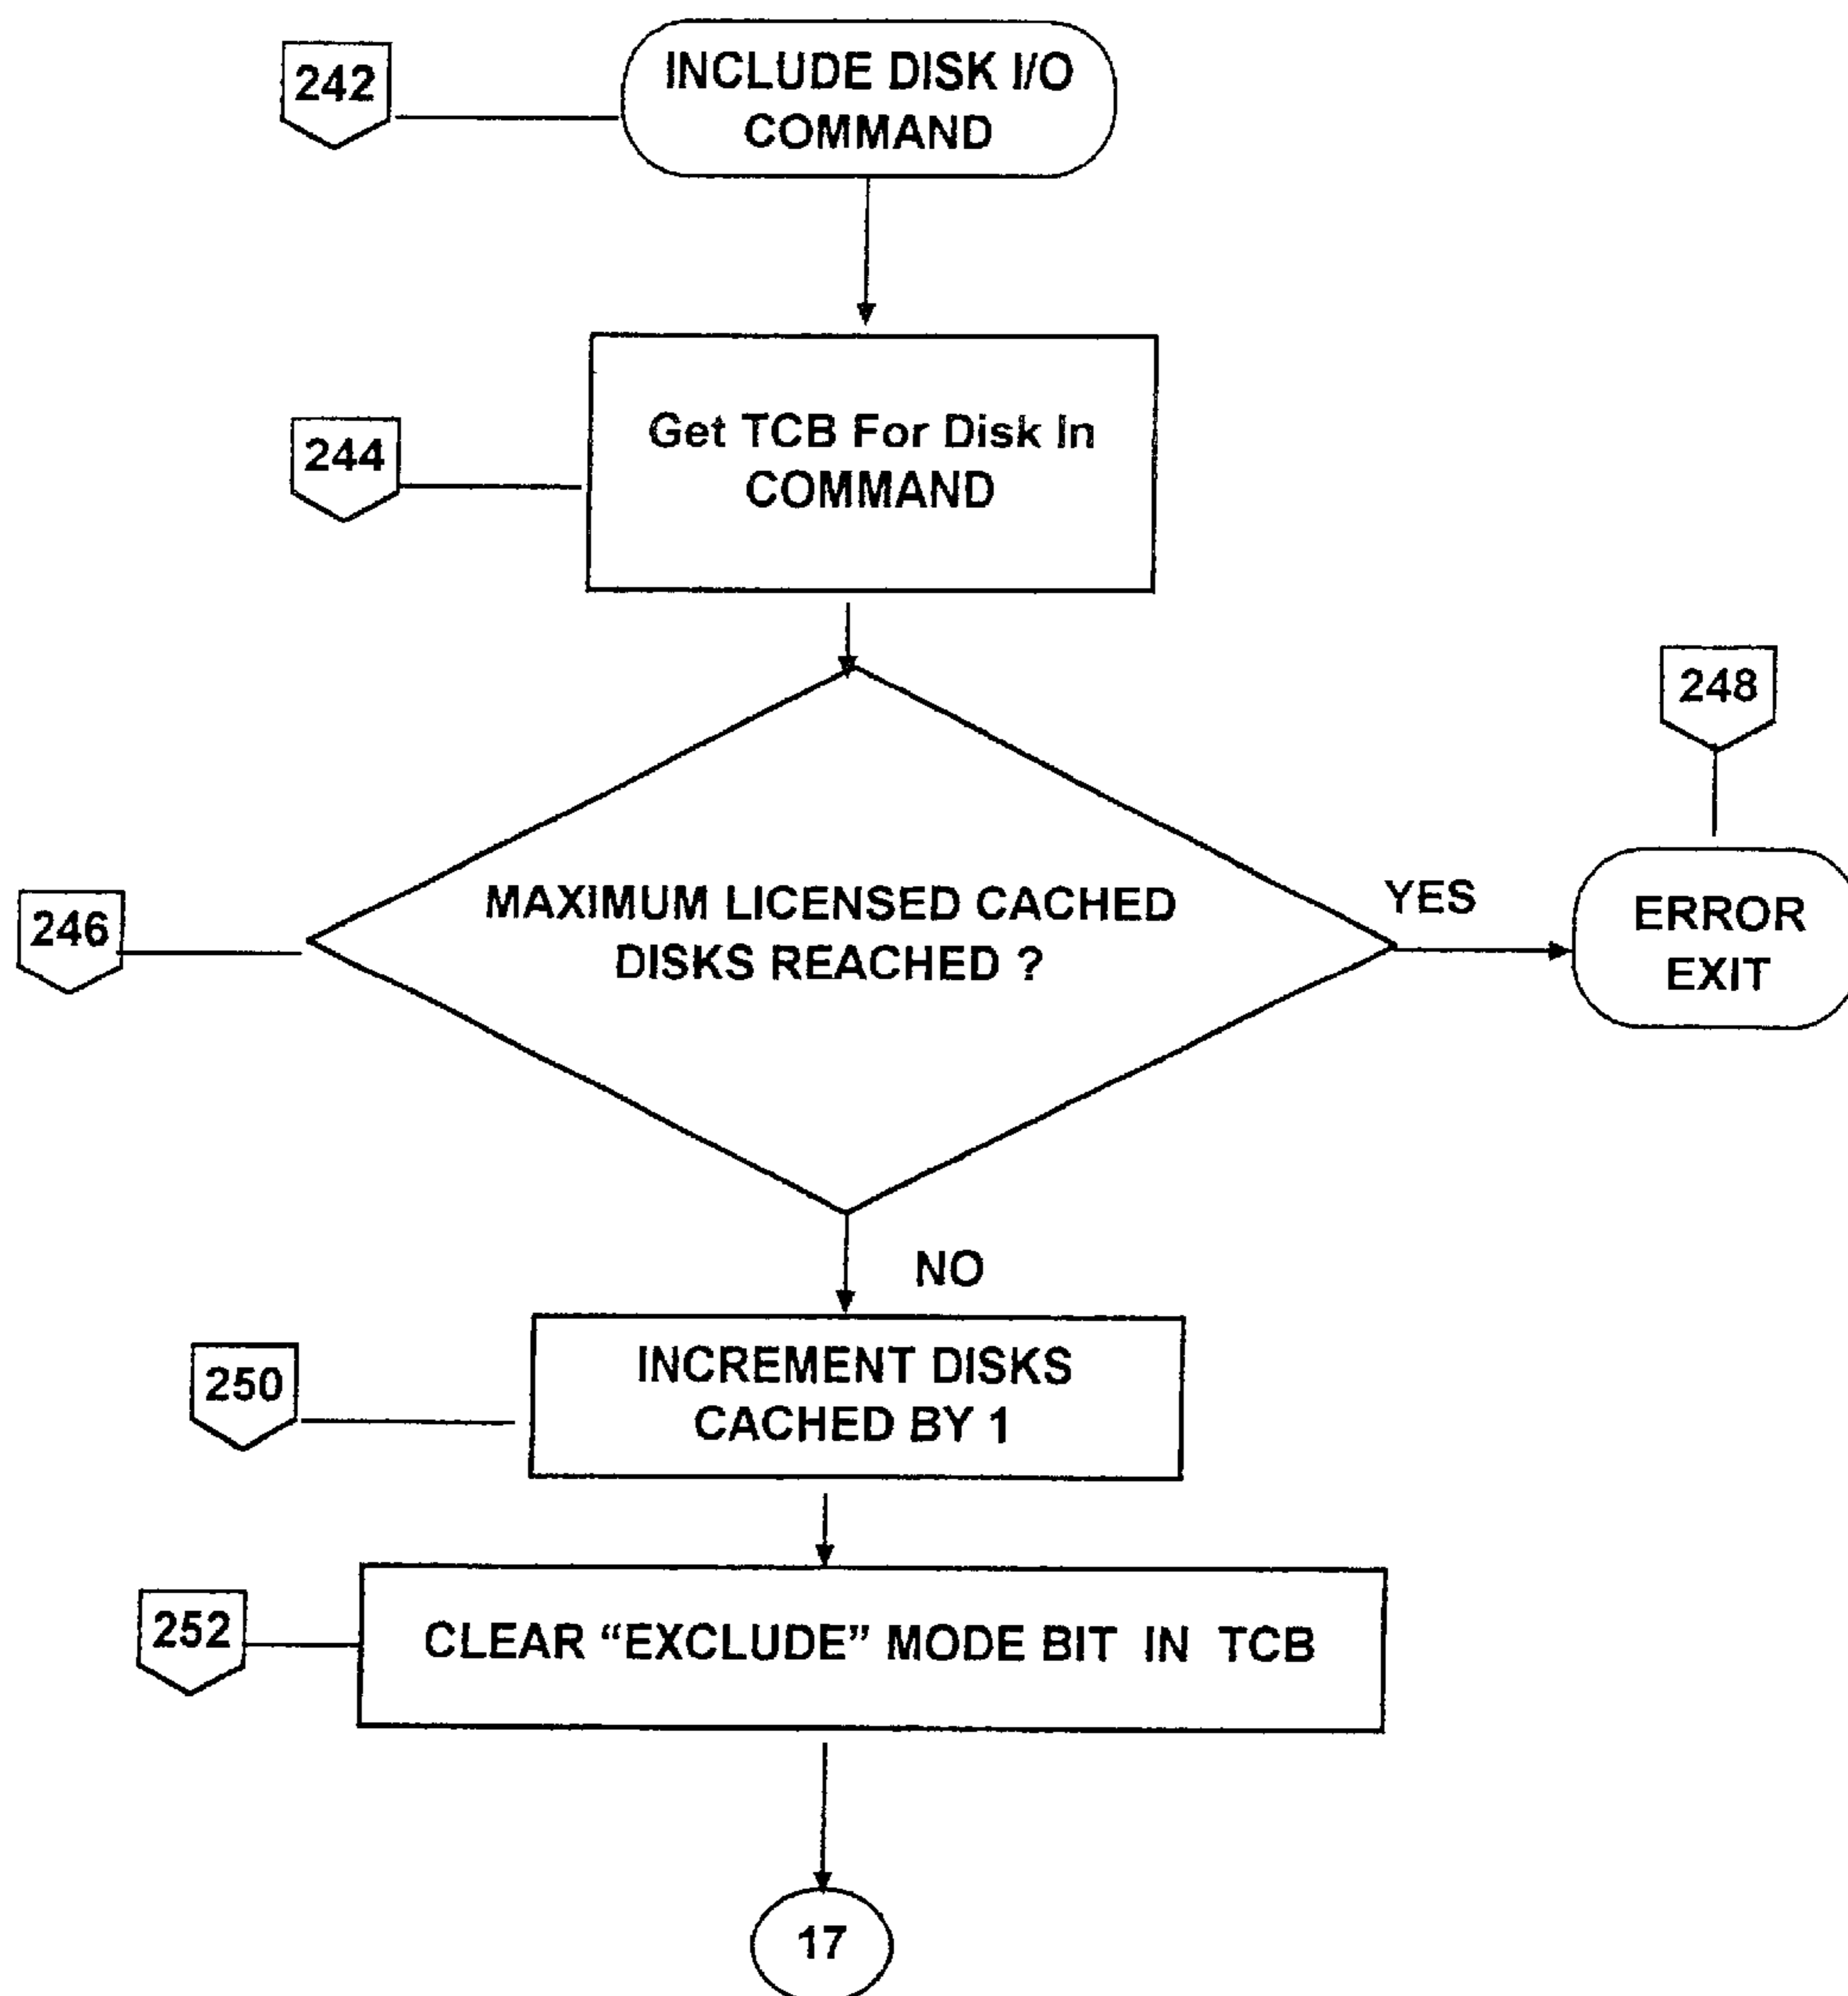 242
INCLUDE DISK I/O
COMMAND
244
Get TCB For Disk In
COMMAND
248
246
MAXIMUM LICENSED CACHED
DISKS REACHED ?
YES
ERROR
EXIT
NO
250
INCREMENT DISKS
CACHED BY 1
252
CLEAR “EXCLUDE” MODE BIT IN TCB
17